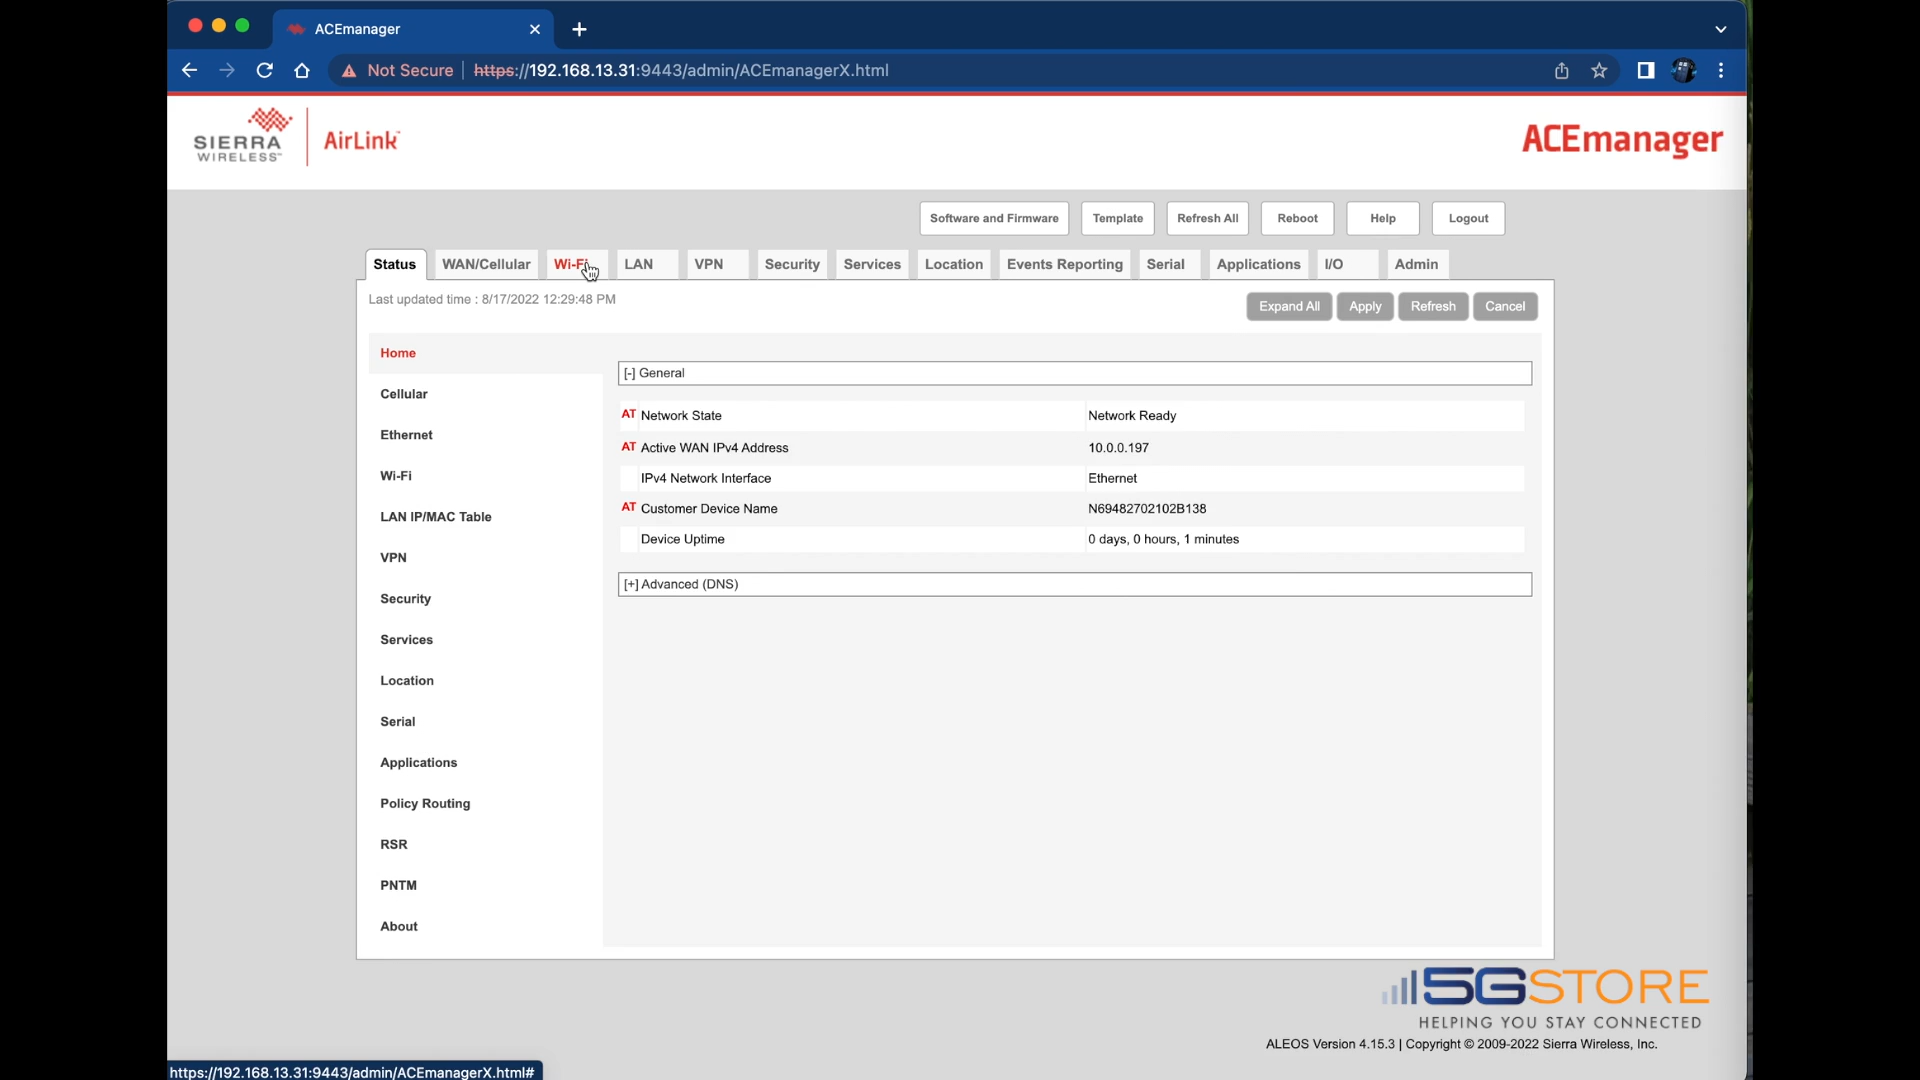 ACEmanager
Not Secure https://192.168.13.31:9443/admin/ACEmanagerX.html
SIERRA WIRELESS™ AirLink™ ACEmanager
Software and Firmware Template Refresh All Reboot Help Logout
Status WAN/Cellular Wi-Fi LAN VPN Security Services Location Events Reporting Serial Applications I/O Admin
Last updated time : 8/17/2022 12:29:48 PM
Expand All Apply Refresh Cancel
Home
Cellular
Ethernet
Wi-Fi
LAN IP/MAC Table
VPN
Security
Services
Location
Serial
Applications
Policy Routing
RSR
PNTM
About
[-] General
AT Network State Network Ready
AT Active WAN IPv4 Address 10.0.0.197
IPv4 Network Interface Ethernet
AT Customer Device Name N69482702102B138
Device Uptime 0 days, 0 hours, 1 minutes
[+] Advanced (DNS)
5GSTORE
HELPING YOU STAY CONNECTED
ALEOS Version 4.15.3 | Copyright © 2009-2022 Sierra Wireless, Inc.
https://192.168.13.31:9443/admin/ACEmanagerX.html#